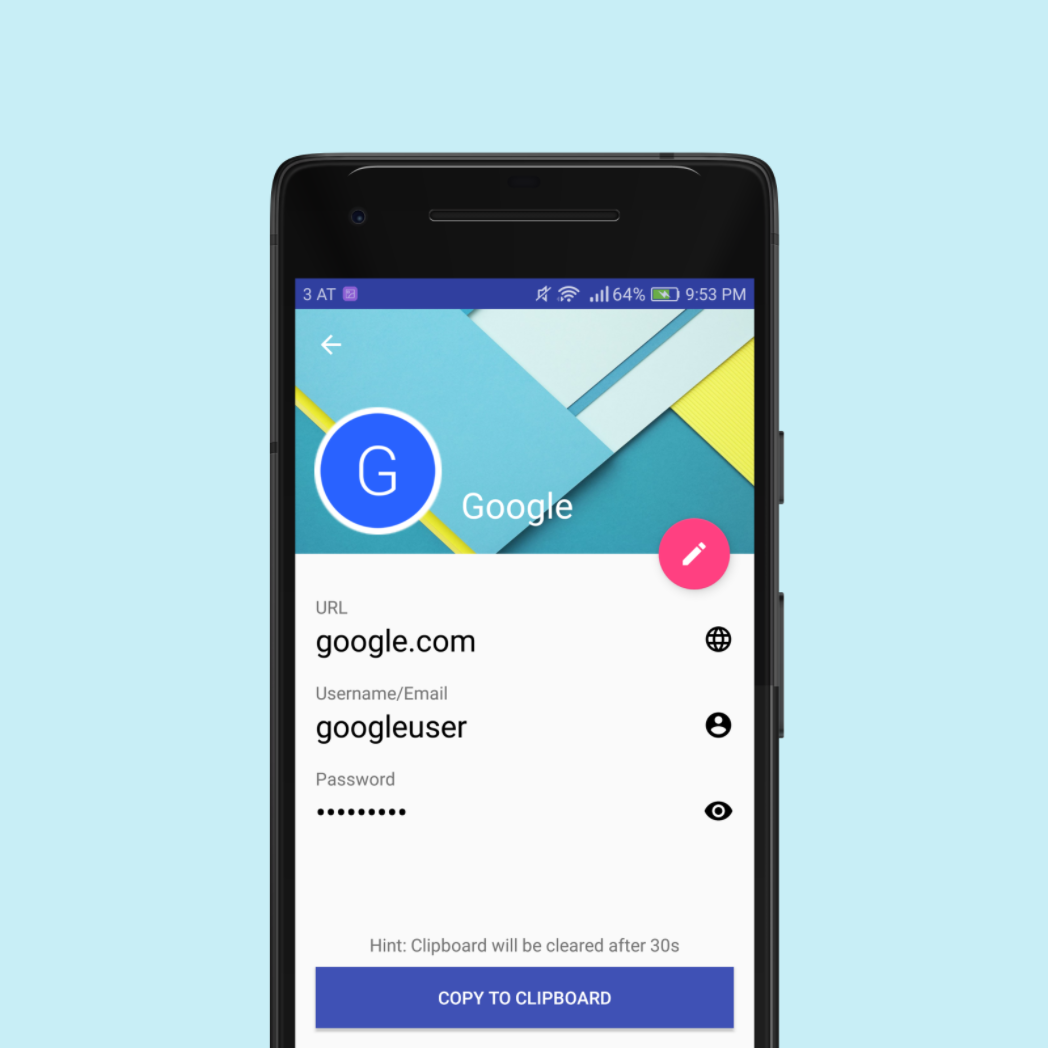 3 AT 64% 9:53 PM
G
Google
URL
google.com
Username/Email
googleuser
Password
•••••••••
Hint: Clipboard will be cleared after 30s
COPY TO CLIPBOARD